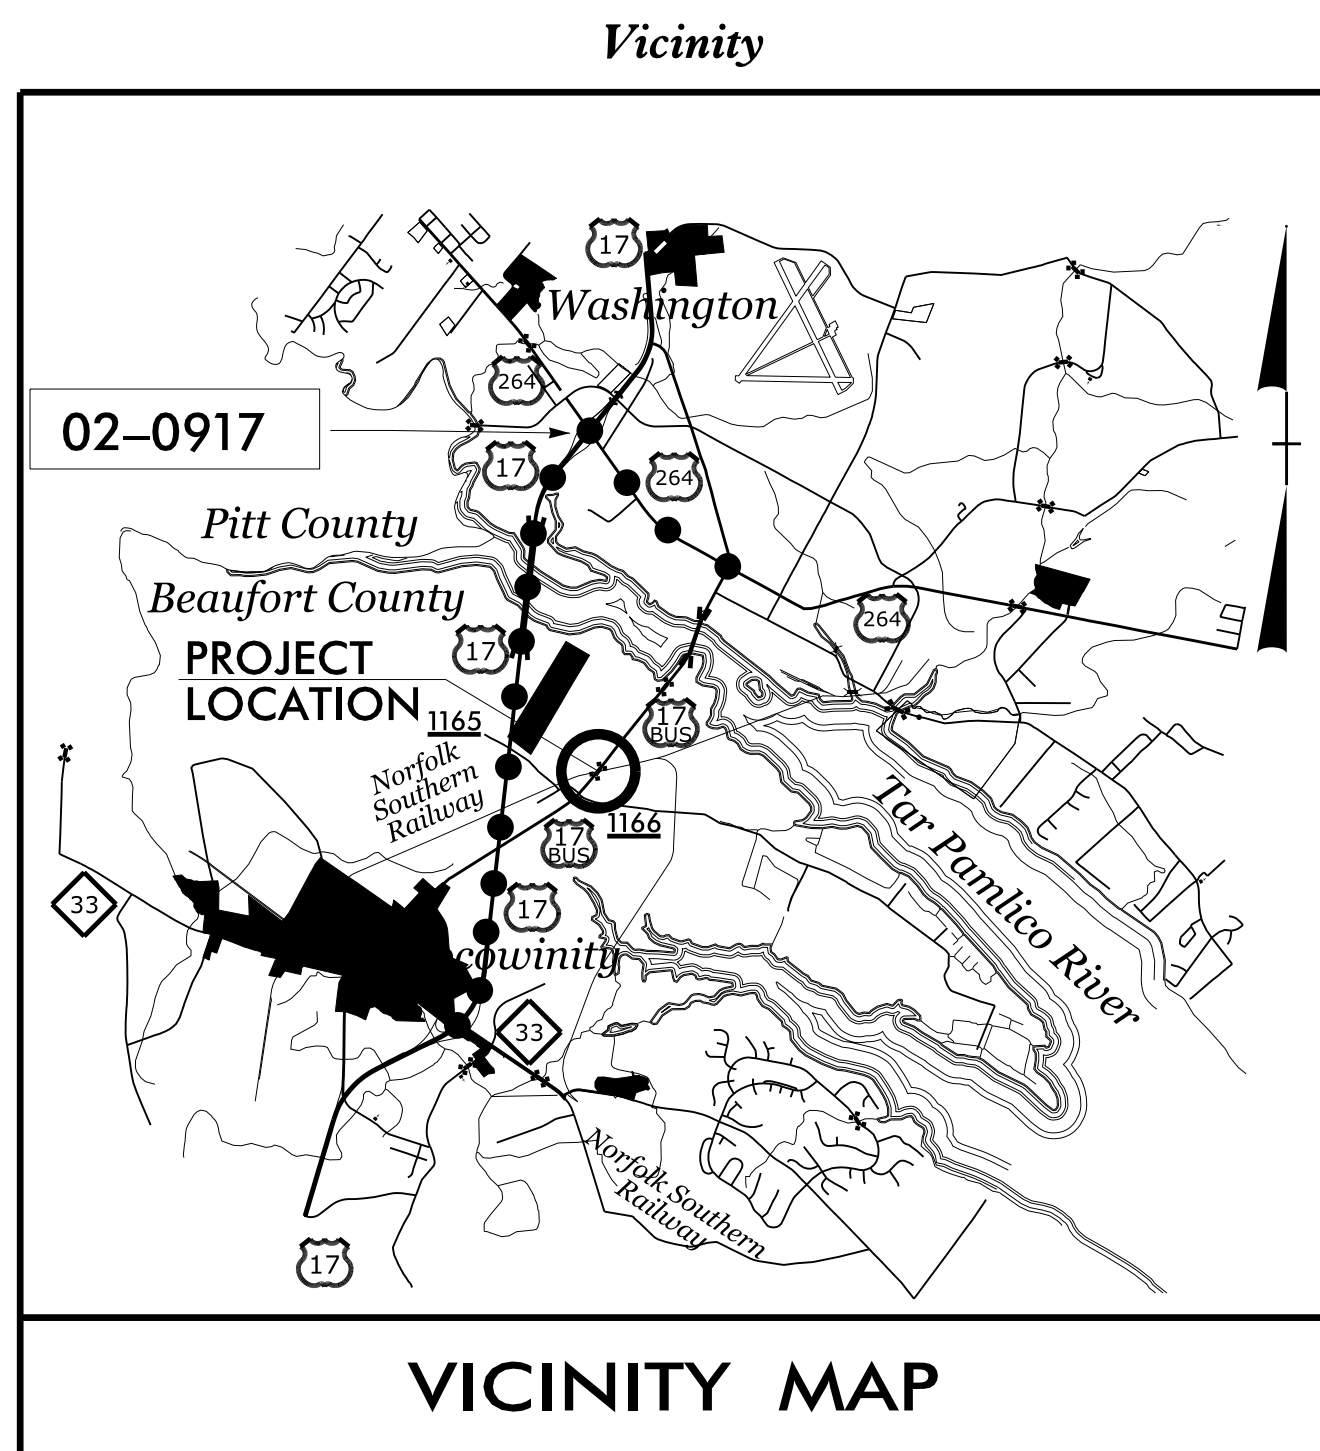 Vicinity
17
Washington
264
02–0917
17
264
Pitt County
Beaufort County
264
PROJECT
LOCATION
17
1165
17
BUS
Norfolk
Southern
Railway
Tar Pamlico River
1166
17
BUS
33
17
cowinity
33
Norfolk Southern
Railway
17
VICINITY MAP